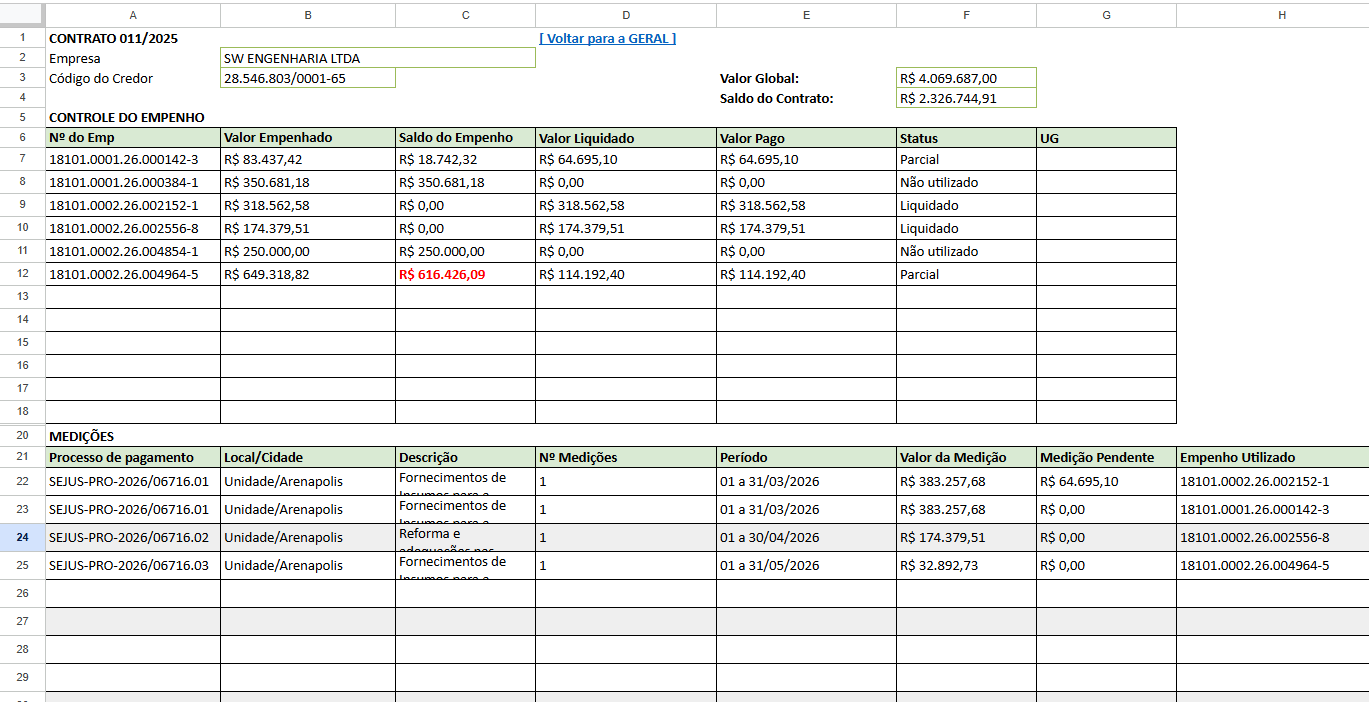 A B C D E F G H
1 CONTRATO 011/2025 [ Voltar para a GERAL ]
2 Empresa SW ENGENHARIA LTDA
3 Código do Credor 28.546.803/0001-65 Valor Global: R$ 4.069.687,00
4 Saldo do Contrato: R$ 2.326.744,91
5 CONTROLE DO EMPENHO
6 Nº do Emp Valor Empenhado Saldo do Empenho Valor Liquidado Valor Pago Status UG
7 18101.0001.26.000142-3 R$ 83.437,42 R$ 18.742,32 R$ 64.695,10 R$ 64.695,10 Parcial
8 18101.0001.26.000384-1 R$ 350.681,18 R$ 350.681,18 R$ 0,00 R$ 0,00 Não utilizado
9 18101.0002.26.002152-1 R$ 318.562,58 R$ 0,00 R$ 318.562,58 R$ 318.562,58 Liquidado
10 18101.0002.26.002556-8 R$ 174.379,51 R$ 0,00 R$ 174.379,51 R$ 174.379,51 Liquidado
11 18101.0002.26.004854-1 R$ 250.000,00 R$ 250.000,00 R$ 0,00 R$ 0,00 Não utilizado
12 18101.0002.26.004964-5 R$ 649.318,82 R$ 616.426,09 R$ 114.192,40 R$ 114.192,40 Parcial
13
14
15
16
17
18
20 MEDIÇÕES
21 Processo de pagamento Local/Cidade Descrição Nº Medições Período Valor da Medição Medição Pendente Empenho Utilizado
22 SEJUS-PRO-2026/06716.01 Unidade/Arenapolis Fornecimentos de Insumos para a 1 01 a 31/03/2026 R$ 383.257,68 R$ 64.695,10 18101.0002.26.002152-1
23 SEJUS-PRO-2026/06716.01 Unidade/Arenapolis Fornecimentos de Insumos para a 1 01 a 31/03/2026 R$ 383.257,68 R$ 0,00 18101.0001.26.000142-3
24 SEJUS-PRO-2026/06716.02 Unidade/Arenapolis Reforma e adequações nas 1 01 a 30/04/2026 R$ 174.379,51 R$ 0,00 18101.0002.26.002556-8
25 SEJUS-PRO-2026/06716.03 Unidade/Arenapolis Fornecimentos de Insumos para a 1 01 a 31/05/2026 R$ 32.892,73 R$ 0,00 18101.0002.26.004964-5
26
27
28
29